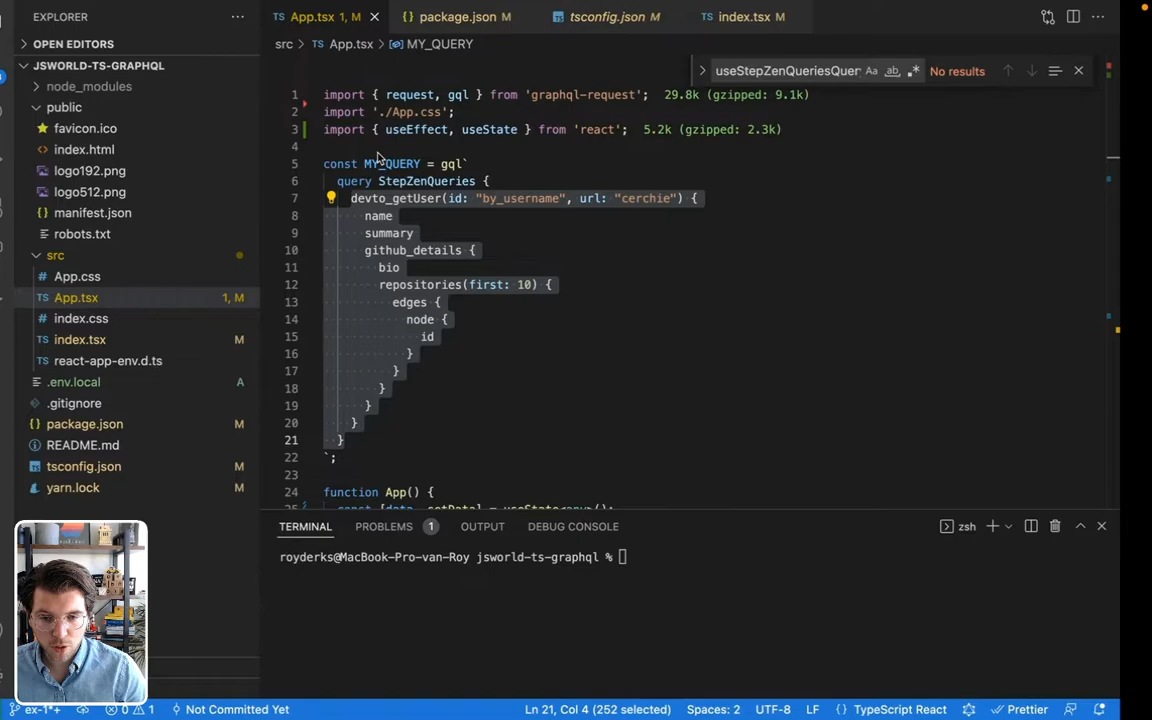 EXPLORER
OPEN EDITORS
JSWORLD-TS-GRAPHQL
node_modules
public
favicon.ico
index.html
logo192.png
logo512.png
manifest.json
robots.txt
src
App.css
App.tsx 1, M
index.css
index.tsx M
react-app-env.d.ts
.env.local A
.gitignore
package.json M
README.md
tsconfig.json M
yarn.lock M
App.tsx 1, M package.json M tsconfig.json M index.tsx M
src > App.tsx > MY_QUERY
useStepZenQueriesQuer Aa ab No results
1 import { request, gql } from 'graphql-request'; 29.8k (gzipped: 9.1k)
2 import './App.css';
3 import { useEffect, useState } from 'react'; 5.2k (gzipped: 2.3k)
4
5 const MY_QUERY = gql`
6 query StepZenQueries {
7 devto_getUser(id: "by_username", url: "cerchie") {
8 name
9 summary
10 github_details {
11 bio
12 repositories(first: 10) {
13 edges {
14 node {
15 id
16 }
17 }
18 }
19 }
20 }
21 }
22 `;
23
24 function App() {
25 const [data, setData] = useState<any>();
TERMINAL PROBLEMS 1 OUTPUT DEBUG CONSOLE zsh
royderks@MacBook-Pro-van-Roy jsworld-ts-graphql %
ex-1*+ 0 1 Not Committed Yet Ln 21, Col 4 (252 selected) Spaces: 2 UTF-8 LF {} TypeScript React Prettier